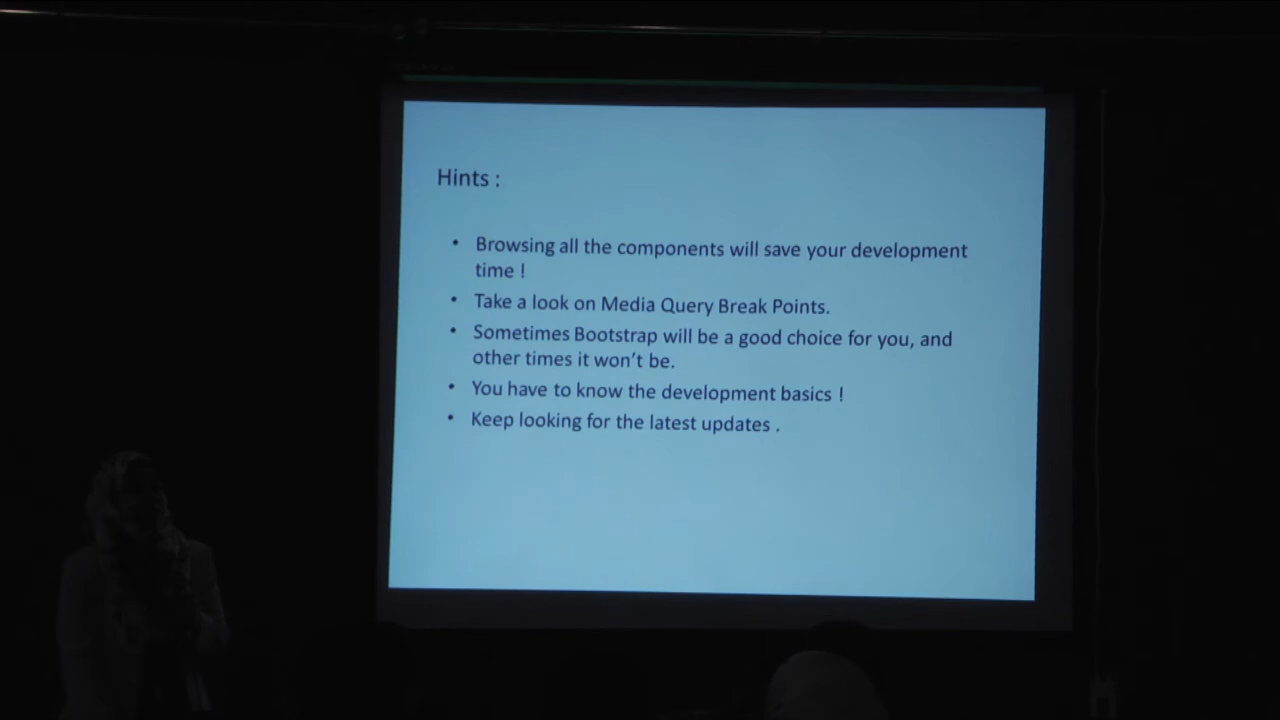 Hints :
• Browsing all the components will save your development
time !
• Take a look on Media Query Break Points.
• Sometimes Bootstrap will be a good choice for you, and
other times it won't be.
• You have to know the development basics !
• Keep looking for the latest updates .